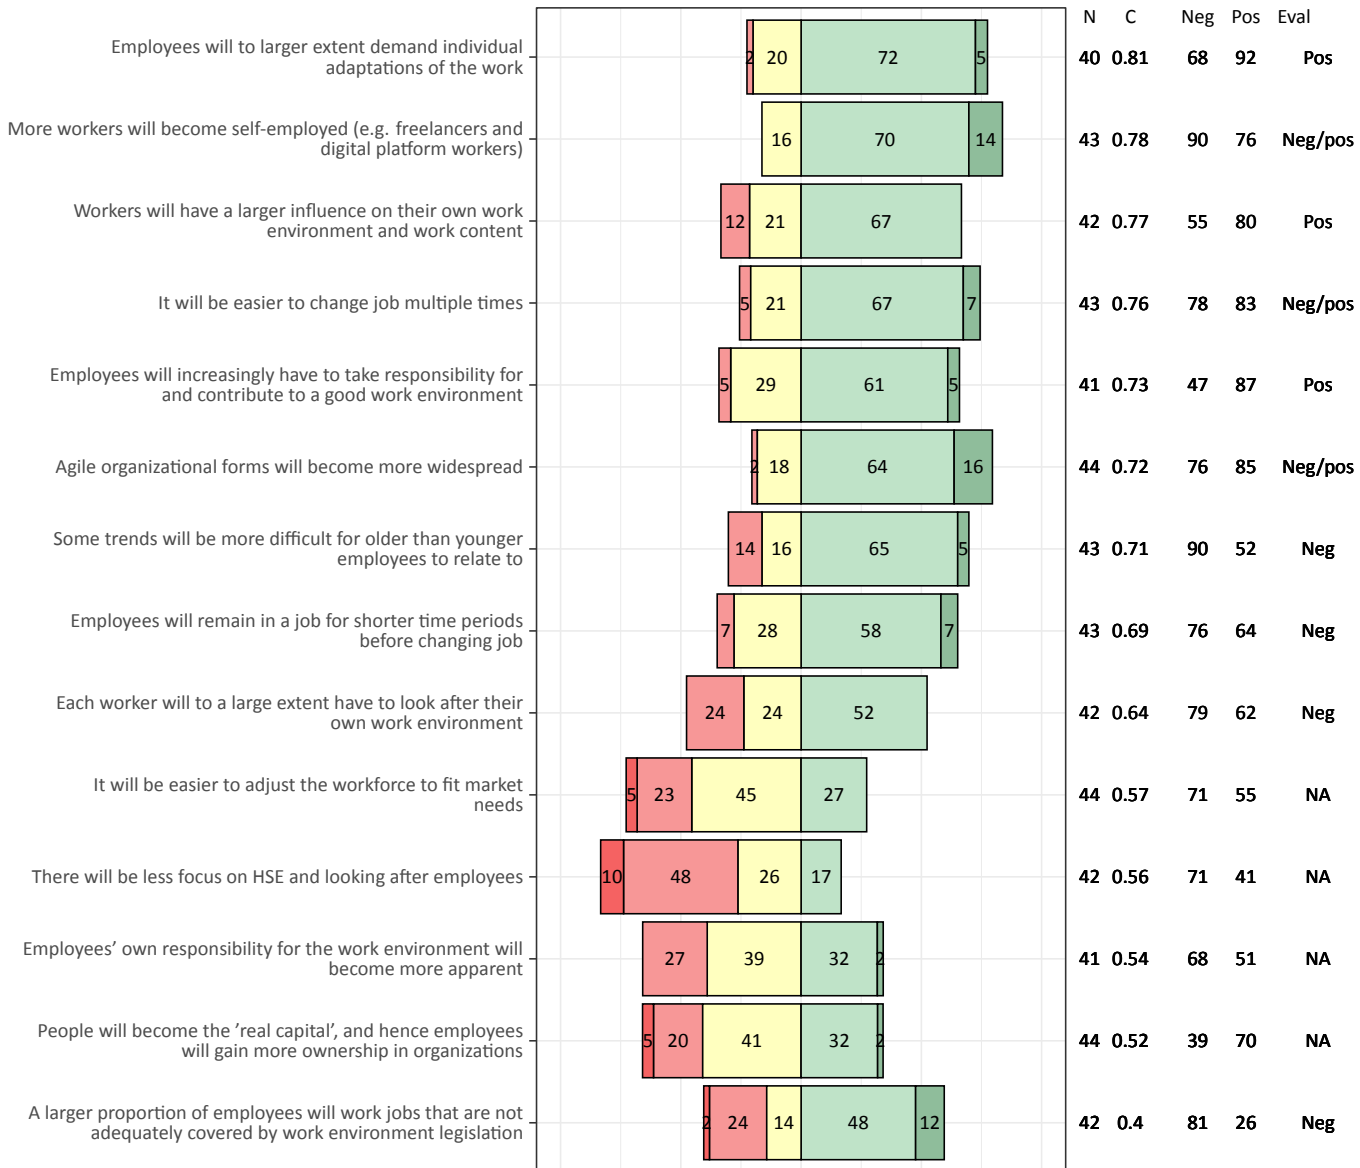 N C Neg Pos Eval
Employees will to larger extent demand individual
adaptations of the work
2 20 72 5 40 0.81 68 92 Pos
More workers will become self-employed (e.g. freelancers and
digital platform workers)
16 70 14 43 0.78 90 76 Neg/pos
Workers will have a larger influence on their own work
environment and work content
12 21 67 42 0.77 55 80 Pos
It will be easier to change job multiple times
5 21 67 7 43 0.76 78 83 Neg/pos
Employees will increasingly have to take responsibility for
and contribute to a good work environment
5 29 61 5 41 0.73 47 87 Pos
Agile organizational forms will become more widespread
2 18 64 16 44 0.72 76 85 Neg/pos
Some trends will be more difficult for older than younger
employees to relate to
14 16 65 5 43 0.71 90 52 Neg
Employees will remain in a job for shorter time periods
before changing job
7 28 58 7 43 0.69 76 64 Neg
Each worker will to a large extent have to look after their
own work environment
24 24 52 42 0.64 79 62 Neg
It will be easier to adjust the workforce to fit market
needs
5 23 45 27 44 0.57 71 55 NA
There will be less focus on HSE and looking after employees
10 48 26 17 42 0.56 71 41 NA
Employees’ own responsibility for the work environment will
become more apparent
27 39 32 2 41 0.54 68 51 NA
People will become the ’real capital’, and hence employees
will gain more ownership in organizations
5 20 41 32 2 44 0.52 39 70 NA
A larger proportion of employees will work jobs that are not
adequately covered by work environment legislation
2 24 14 48 12 42 0.4 81 26 Neg